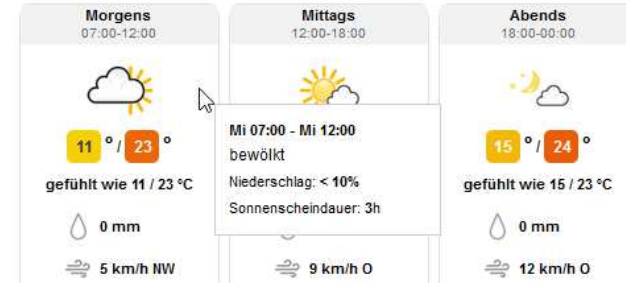 Morgens
07:00-12:00
11 ° / 23 °
gefühlt wie 11 / 23 °C
0 mm
5 km/h NW
Mittags
12:00-18:00
Mi 07:00 - Mi 12:00
bewölkt
Niederschlag: < 10%
Sonnenscheindauer: 3h
9 km/h O
Abends
18:00-00:00
15 ° / 24 °
gefühlt wie 15 / 23 °C
0 mm
12 km/h O